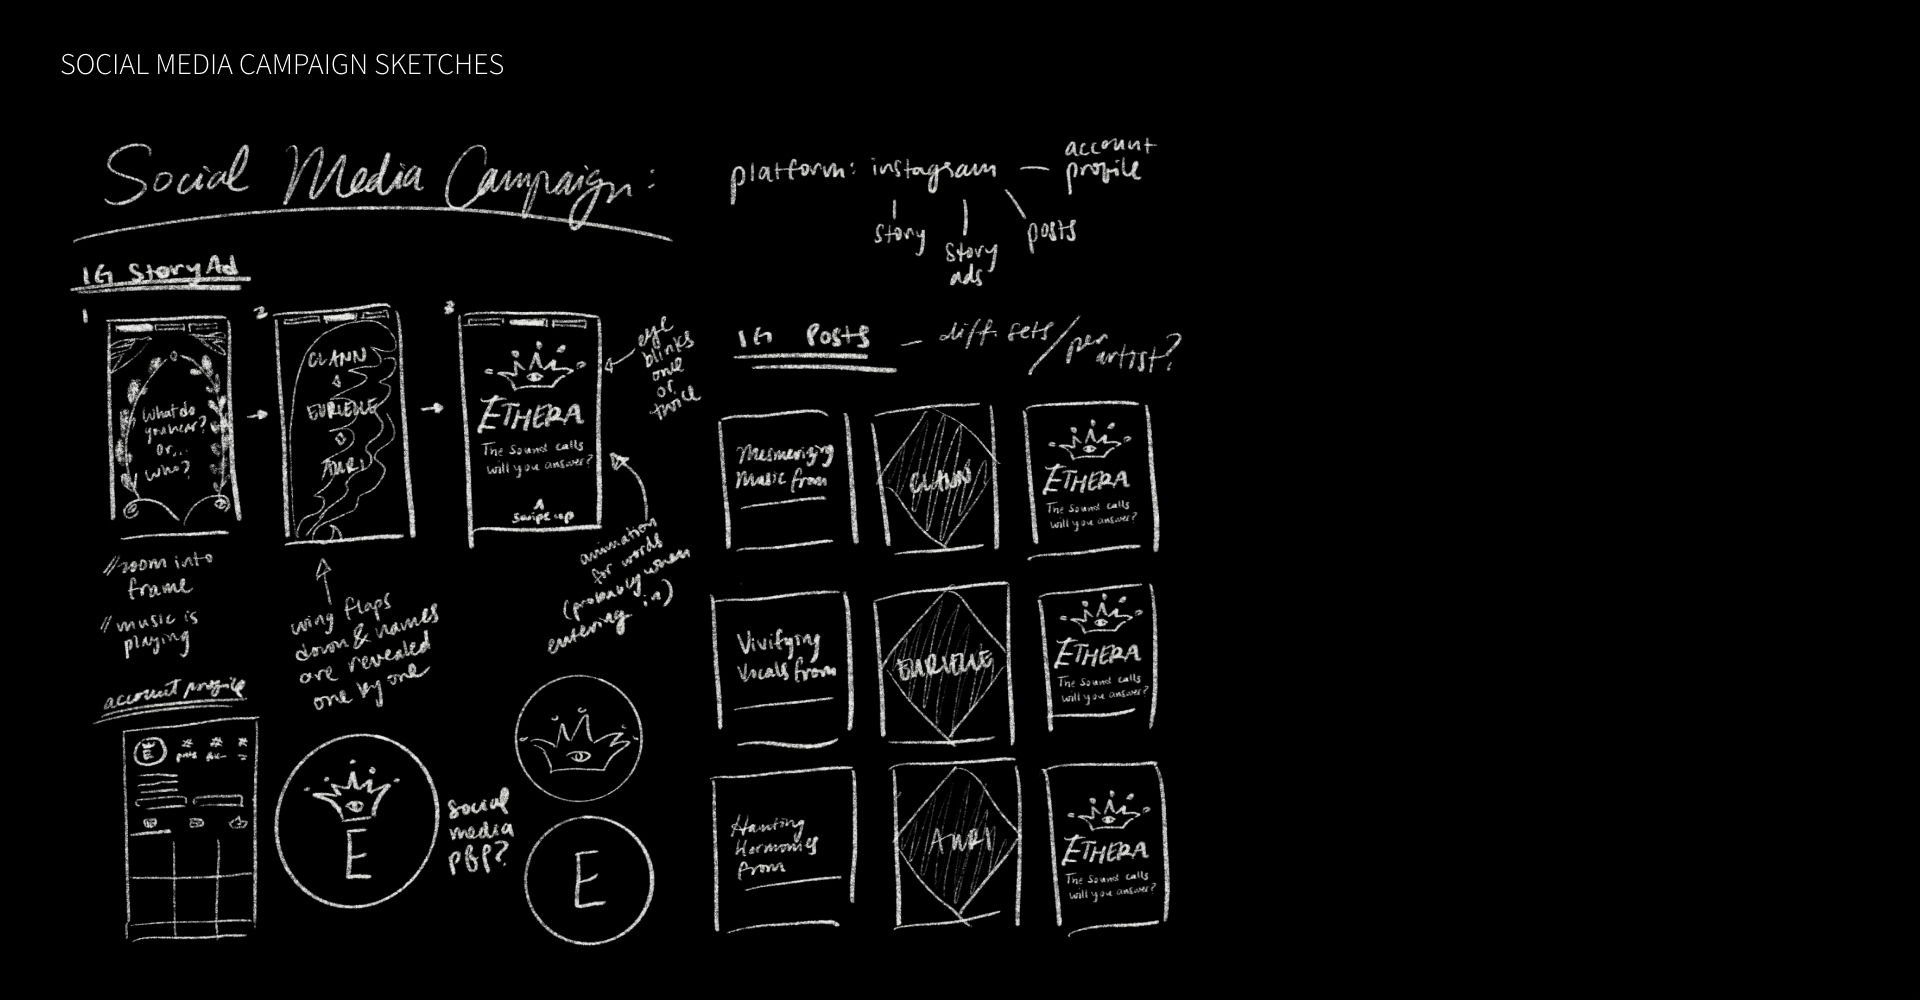 SOCIAL MEDIA CAMPAIGN SKETCHES
Social Media Campaign:
platform: instagram — account
profile
story
story
ads
posts
IG Story Ad
1
What do
you hear?
or...
who?
2
CLANN
EURIELLE
ANRI
3
ETHERA
The Sound calls
will you answer?
swipe up
eye
blinks
one
or
twice
animation
for words
(probably when
entering in)
//zoom into
frame
//music is
playing
wing flaps
down & names
are revealed
one by one
account profile
E
E
social
media
PFP?
E
IG Posts — diff. sets/per
artist?
Mesmerizing
Music from
CLANN
ETHERA
The Sound calls
will you answer?
Vivifying
Vocals from
EURIELLE
ETHERA
The Sound calls
will you answer?
Haunting
Harmonies
from
ANRI
ETHERA
The Sound calls
will you answer?